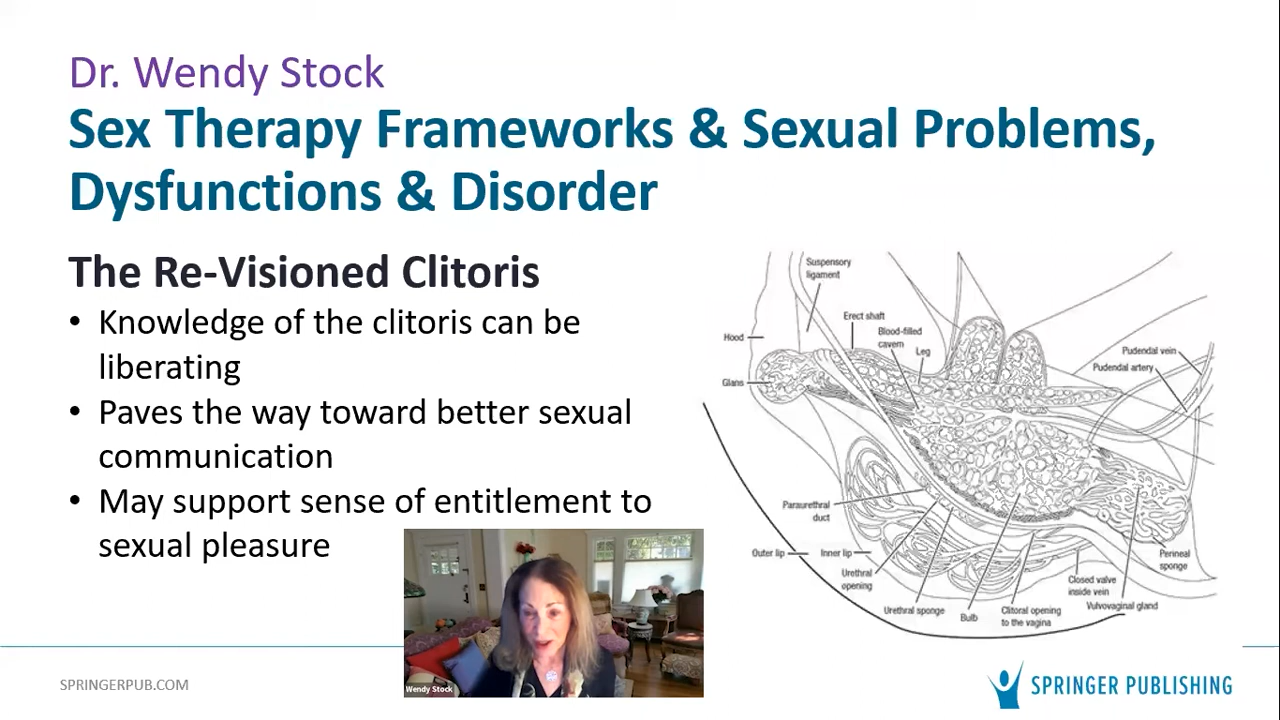 Dr. Wendy Stock
Sex Therapy Frameworks & Sexual Problems,
Dysfunctions & Disorder
The Re-Visioned Clitoris
• Knowledge of the clitoris can be
liberating
• Paves the way toward better sexual
communication
• May support sense of entitlement to
sexual pleasure
Suspensory
ligament
Erect shaft
Blood-filled
cavern
Leg
Hood
Glans
Pudendal vein
Pudendal artery
Paraurethral
duct
Outer lip
Inner lip
Urethral
opening
Urethral sponge
Bulb
Clitoral opening
to the vagina
Closed valve
inside vein
Vulvovaginal gland
Perineal
sponge
Wendy Stock
SPRINGERPUB.COM
SPRINGER PUBLISHING